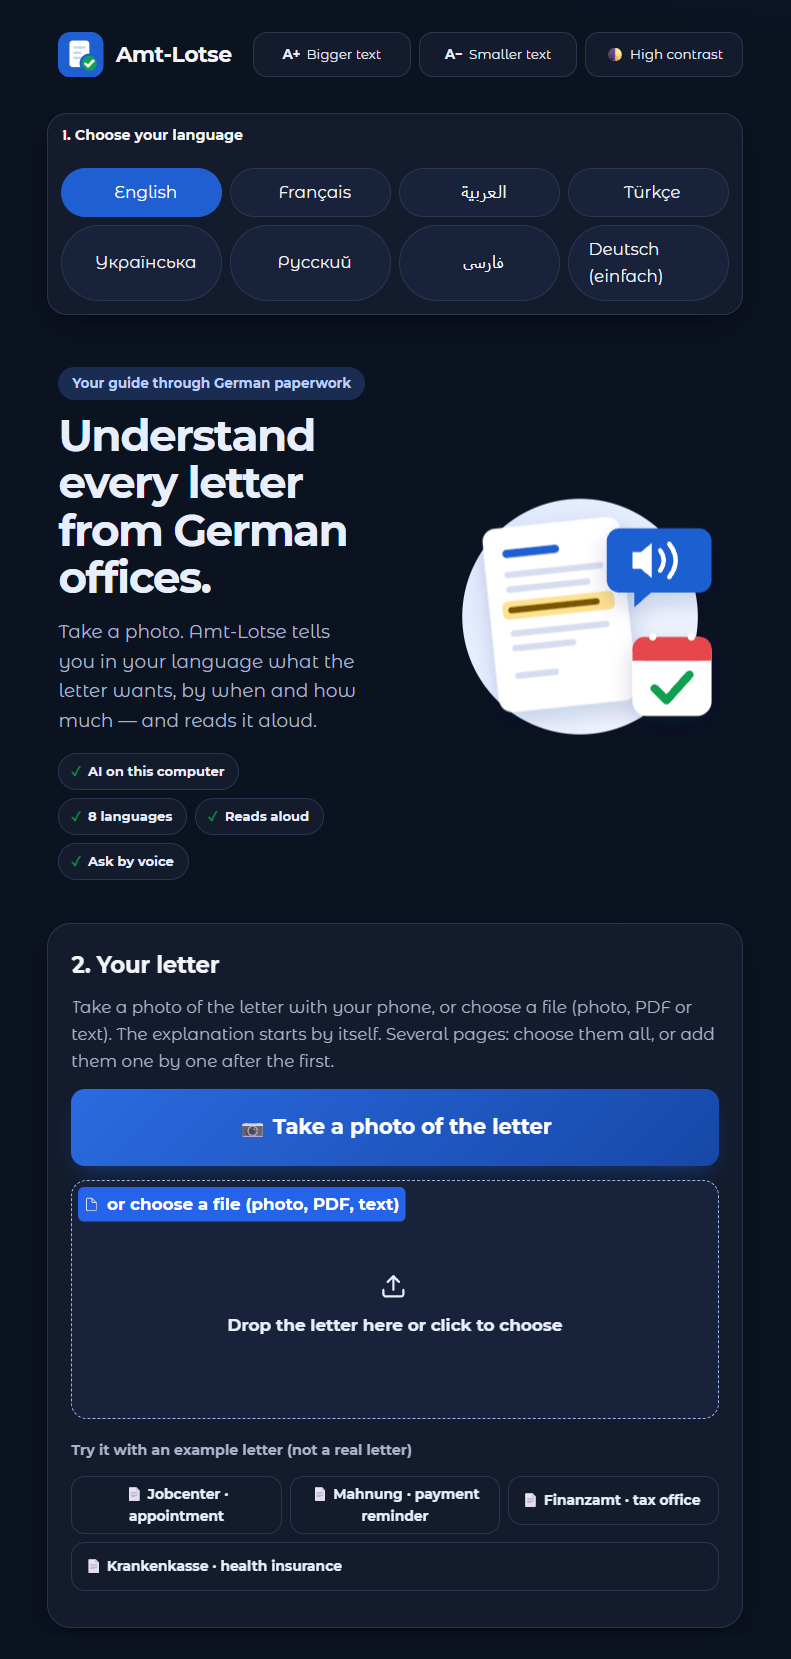 Amt-Lotse
A+ Bigger text
A− Smaller text
High contrast
1. Choose your language
English
Français
العربية
Türkçe
Українська
Русский
فارسی
Deutsch
(einfach)
Your guide through German paperwork
Understand
every letter
from German
offices.
Take a photo. Amt-Lotse tells
you in your language what the
letter wants, by when and how
much — and reads it aloud.
✓ AI on this computer
✓ 8 languages
✓ Reads aloud
✓ Ask by voice
2. Your letter
Take a photo of the letter with your phone, or choose a file (photo, PDF or
text). The explanation starts by itself. Several pages: choose them all, or add
them one by one after the first.
Take a photo of the letter
or choose a file (photo, PDF, text)
Drop the letter here or click to choose
Try it with an example letter (not a real letter)
Jobcenter ·
appointment
Mahnung · payment
reminder
Finanzamt · tax office
Krankenkasse · health insurance